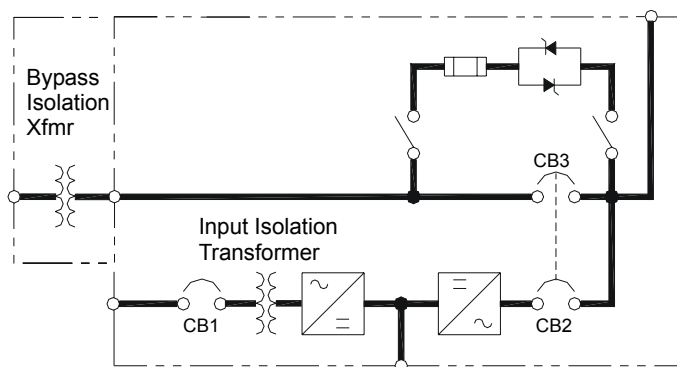 Bypass
Isolation
Xfmr
CB3
Input Isolation
Transformer
CB1
CB2